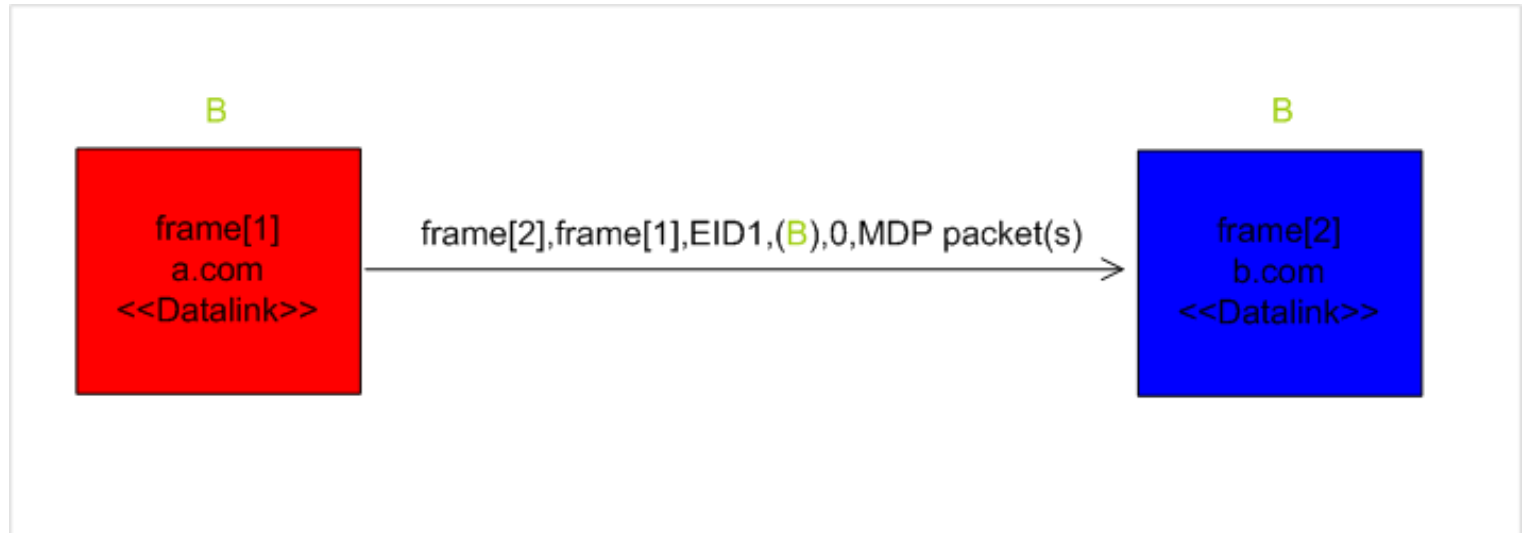 B
B
frame[1]
a.com
<<Datalink>>
frame[2],frame[1],EID1,(B),0,MDP packet(s)
frame[2]
b.com
<<Datalink>>